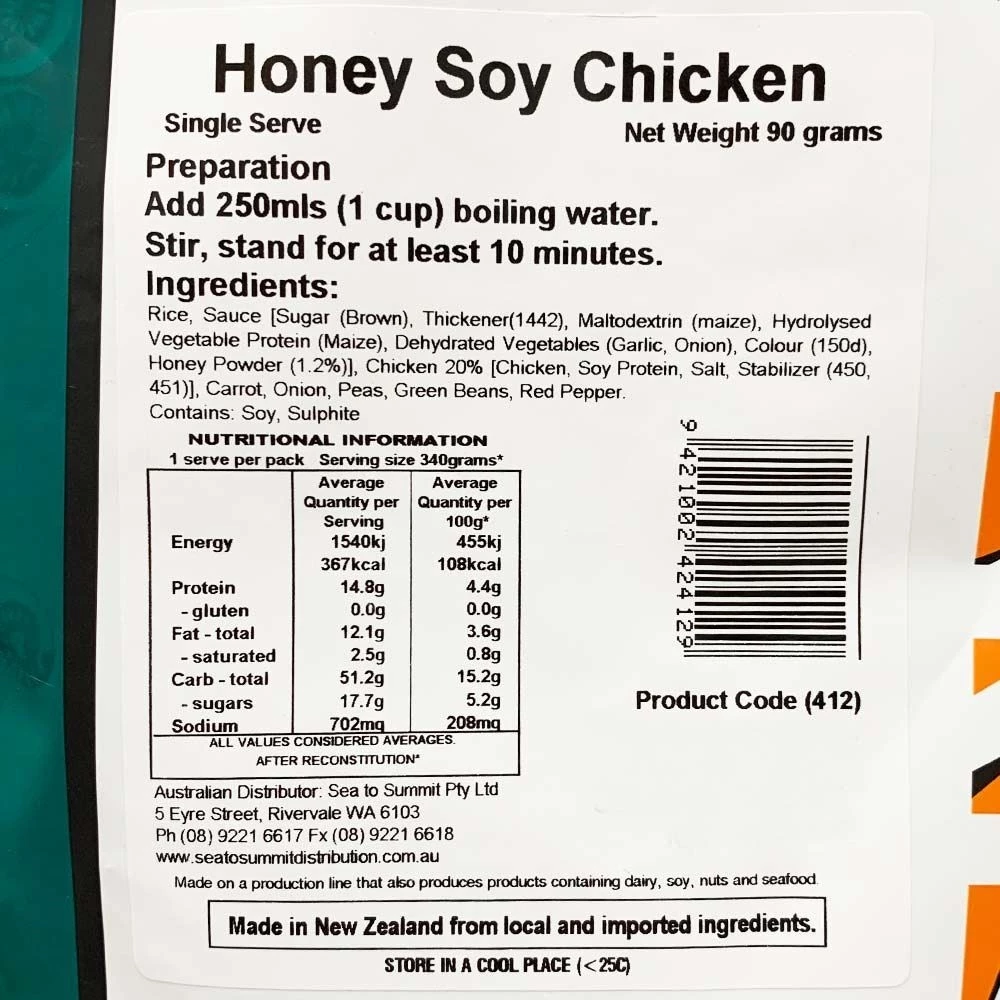 Honey Soy Chicken
Single Serve
Net Weight 90 grams
Preparation
Add 250mls (1 cup) boiling water.
Stir, stand for at least 10 minutes.
Ingredients:
Rice, Sauce [Sugar (Brown), Thickener(1442), Maltodextrin (maize), Hydrolysed
Vegetable Protein (Maize), Dehydrated Vegetables (Garlic, Onion), Colour (150d),
Honey Powder (1.2%)], Chicken 20% [Chicken, Soy Protein, Salt, Stabilizer (450,
451)], Carrot, Onion, Peas, Green Beans, Red Pepper.
Contains: Soy, Sulphite
NUTRITIONAL INFORMATION
1 serve per pack Serving size 340grams*
Average Average
Quantity per Quantity per
Serving 100g*
Energy 1540kj 455kj
367kcal 108kcal
Protein 14.8g 4.4g
- gluten 0.0g 0.0g
Fat - total 12.1g 3.6g
- saturated 2.5g 0.8g
Carb - total 51.2g 15.2g
- sugars 17.7g 5.2g
Sodium 702mg 208mg
ALL VALUES CONSIDERED AVERAGES.
AFTER RECONSTITUTION*
9 421002 424129
Product Code (412)
Australian Distributor: Sea to Summit Pty Ltd
5 Eyre Street, Rivervale WA 6103
Ph (08) 9221 6617 Fx (08) 9221 6618
www.seatosummitdistribution.com.au
Made on a production line that also produces products containing dairy, soy, nuts and seafood.
Made in New Zealand from local and imported ingredients.
STORE IN A COOL PLACE (<25C)